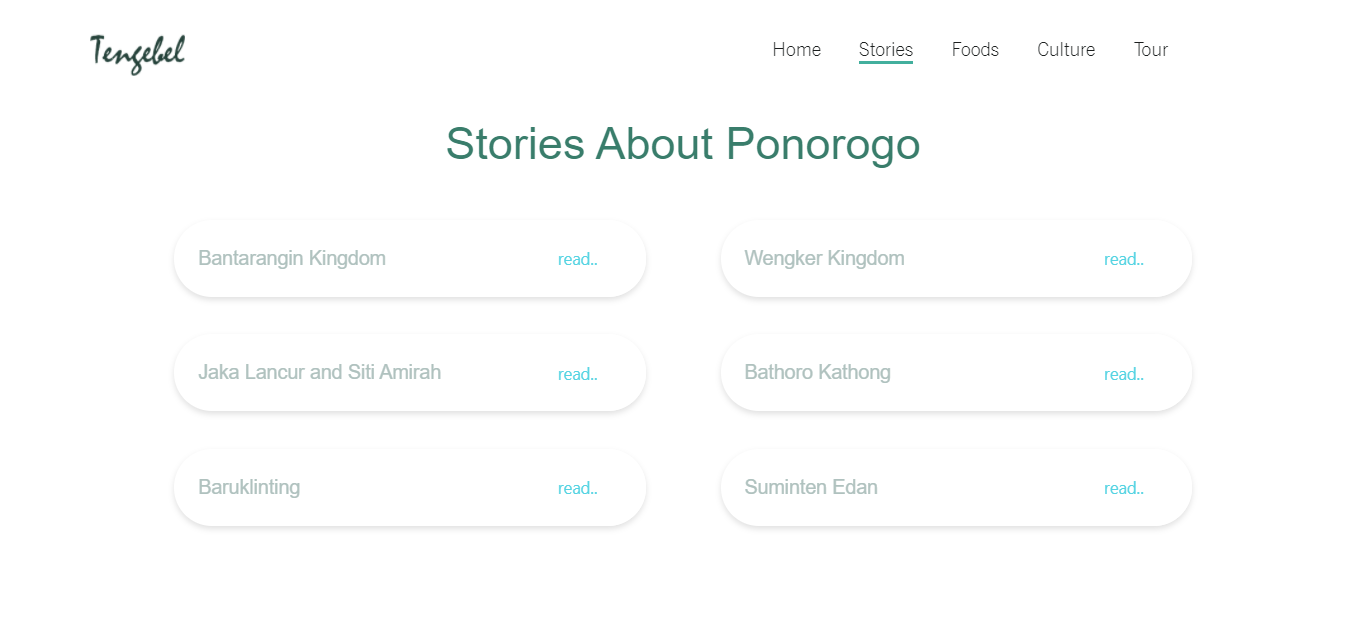 Tengebel
Home Stories Foods Culture Tour
Stories About Ponorogo
Bantarangin Kingdom read..
Wengker Kingdom read..
Jaka Lancur and Siti Amirah read..
Bathoro Kathong read..
Baruklinting read..
Suminten Edan read..